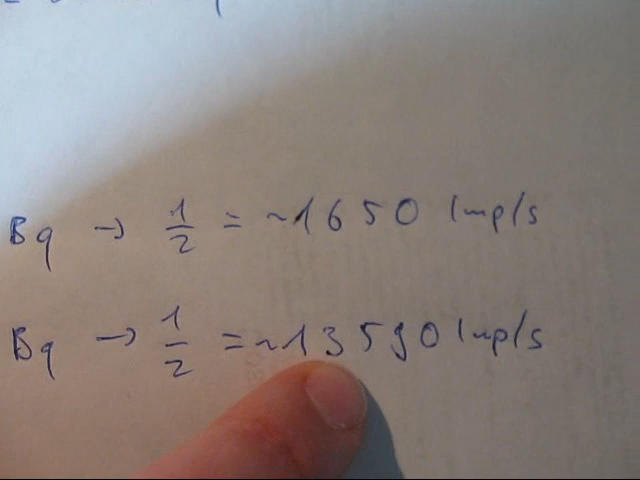 Bq → 1/2 = ~1650 Imp/s
Bq → 1/2 = ~13590 Imp/s